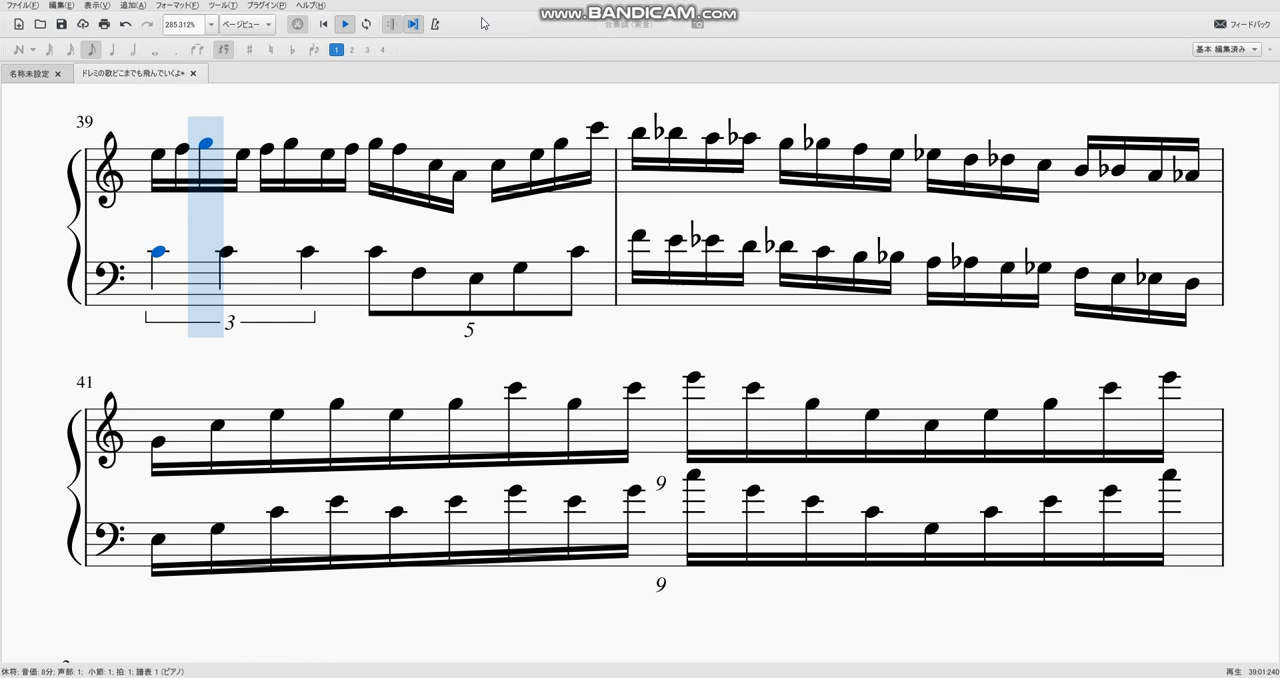 ファイル(F) 編集(E) 表示(V) 追加(A) フォーマット(F) ツール(T) プラグイン(P) ヘルプ(H)
www.BANDICAM.com
285.312% ページビュー
フィードバック
1 2 3 4
基本 編集済み
名称未設定 ドレミの歌どこまでも飛んでいくよ*
39
3
5
41
9
9
休符; 音価: 8分; 声部: 1; 小節: 1; 拍: 1; 譜表 1 (ピアノ)
再生 39:01:240